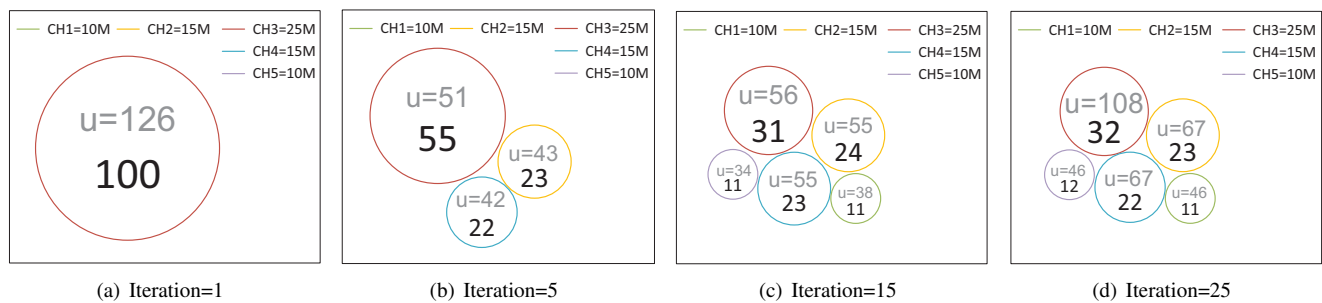 CH1=10M CH2=15M CH3=25M
CH4=15M
CH5=10M
u=126
100
(a) Iteration=1
CH1=10M CH2=15M CH3=25M
CH4=15M
CH5=10M
u=51
55
u=43
23
u=42
22
(b) Iteration=5
CH1=10M CH2=15M CH3=25M
CH4=15M
CH5=10M
u=56
31
u=55
24
u=34
11
u=55
23
u=38
11
(c) Iteration=15
CH1=10M CH2=15M CH3=25M
CH4=15M
CH5=10M
u=108
32
u=67
23
u=46
12
u=67
22
u=46
11
(d) Iteration=25